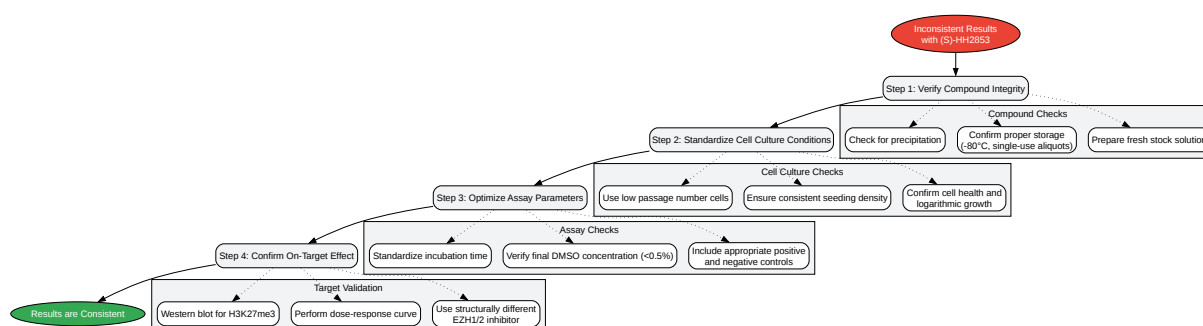 Inconsistent Results
with (S)-HH2853
Step 1: Verify Compound Integrity
Compound Checks
Check for precipitation
Confirm proper storage
(-80°C, single-use aliquots)
Prepare fresh stock solution
Step 2: Standardize Cell Culture Conditions
Cell Culture Checks
Use low passage number cells
Ensure consistent seeding density
Confirm cell health and
logarithmic growth
Step 3: Optimize Assay Parameters
Assay Checks
Standardize incubation time
Verify final DMSO concentration (<0.5%)
Include appropriate positive
and negative controls
Step 4: Confirm On-Target Effect
Target Validation
Western blot for H3K27me3
Perform dose-response curve
Use structurally different
EZH1/2 inhibitor
Results are Consistent